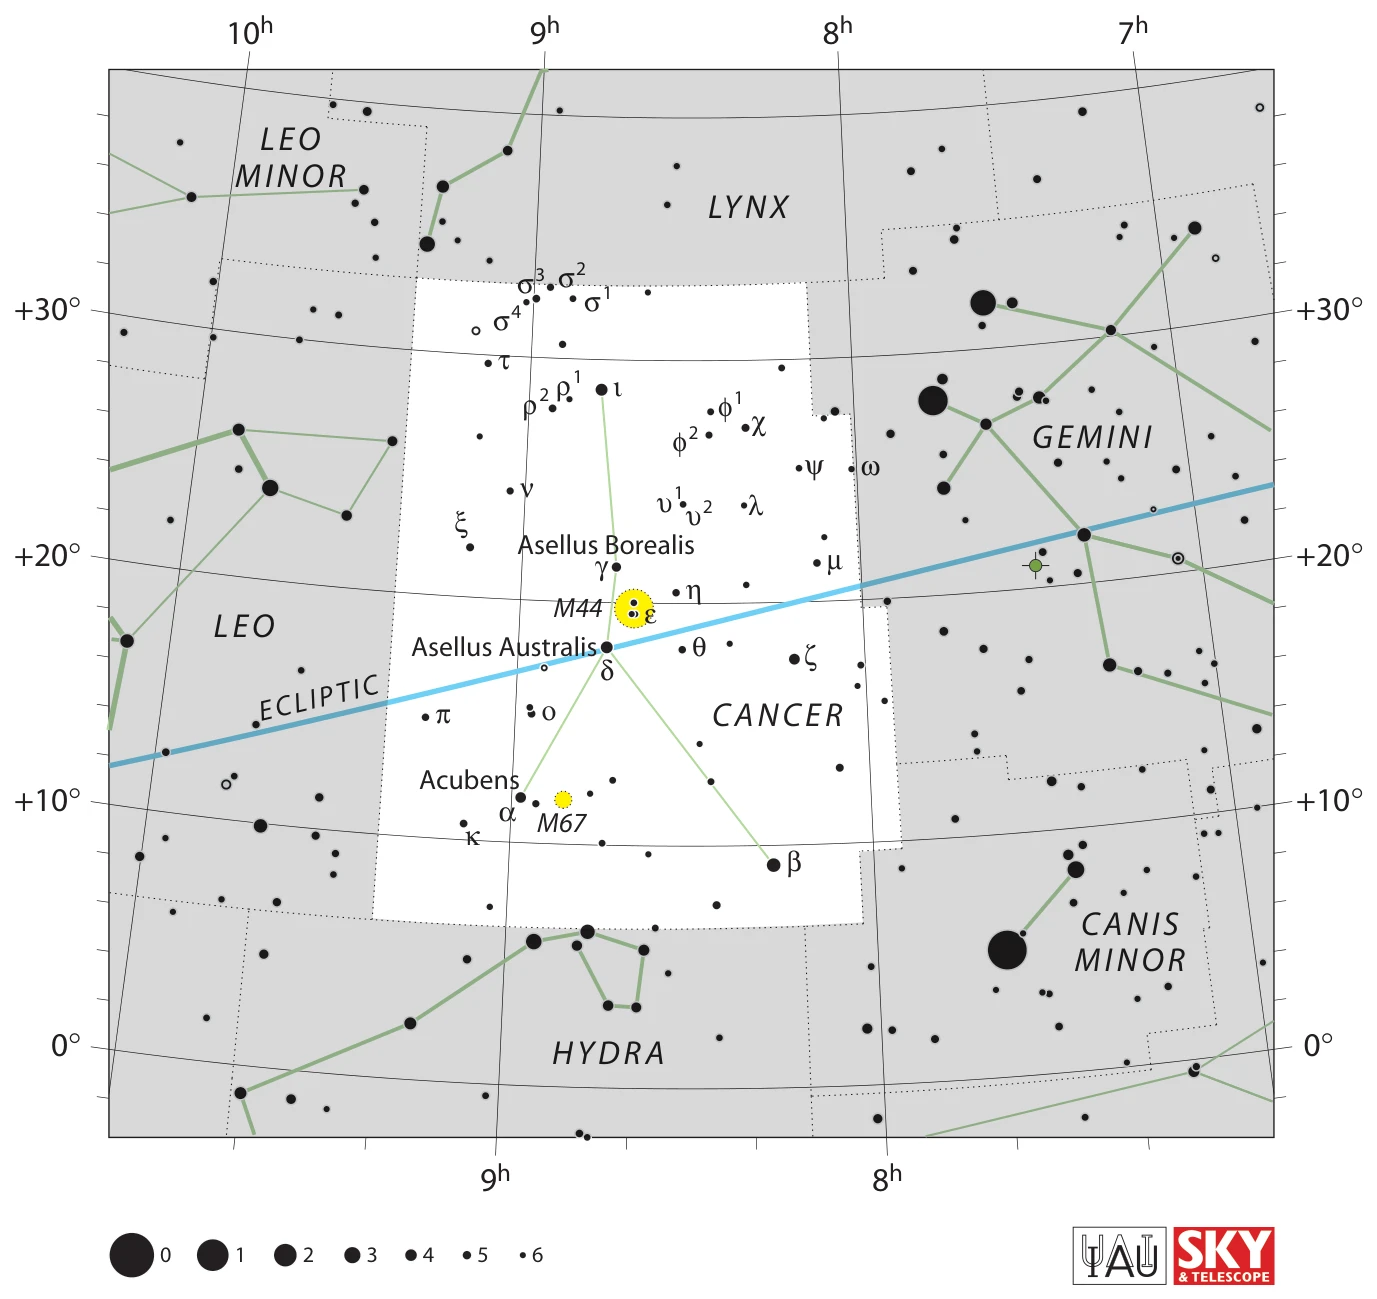 10h 9h 8h 7h
LEO
MINOR
LYNX
σ3 σ2
σ1
σ4
+30° +30°
τ
ρ2 ρ1 ι
ϕ1
χ
ϕ2
GEMINI
ψ ω
ν
υ1 υ2 λ
ξ
Asellus Borealis
+20° +20°
γ μ
η
M44 ε
LEO
Asellus Australis θ ζ
δ
ECLIPTIC
π ο CANCER
Acubens
+10° +10°
α
M67
κ
β
CANIS
MINOR
0° 0°
HYDRA
9h 8h
0 1 2 3 4 5 6
IAU SKY
& TELESCOPE